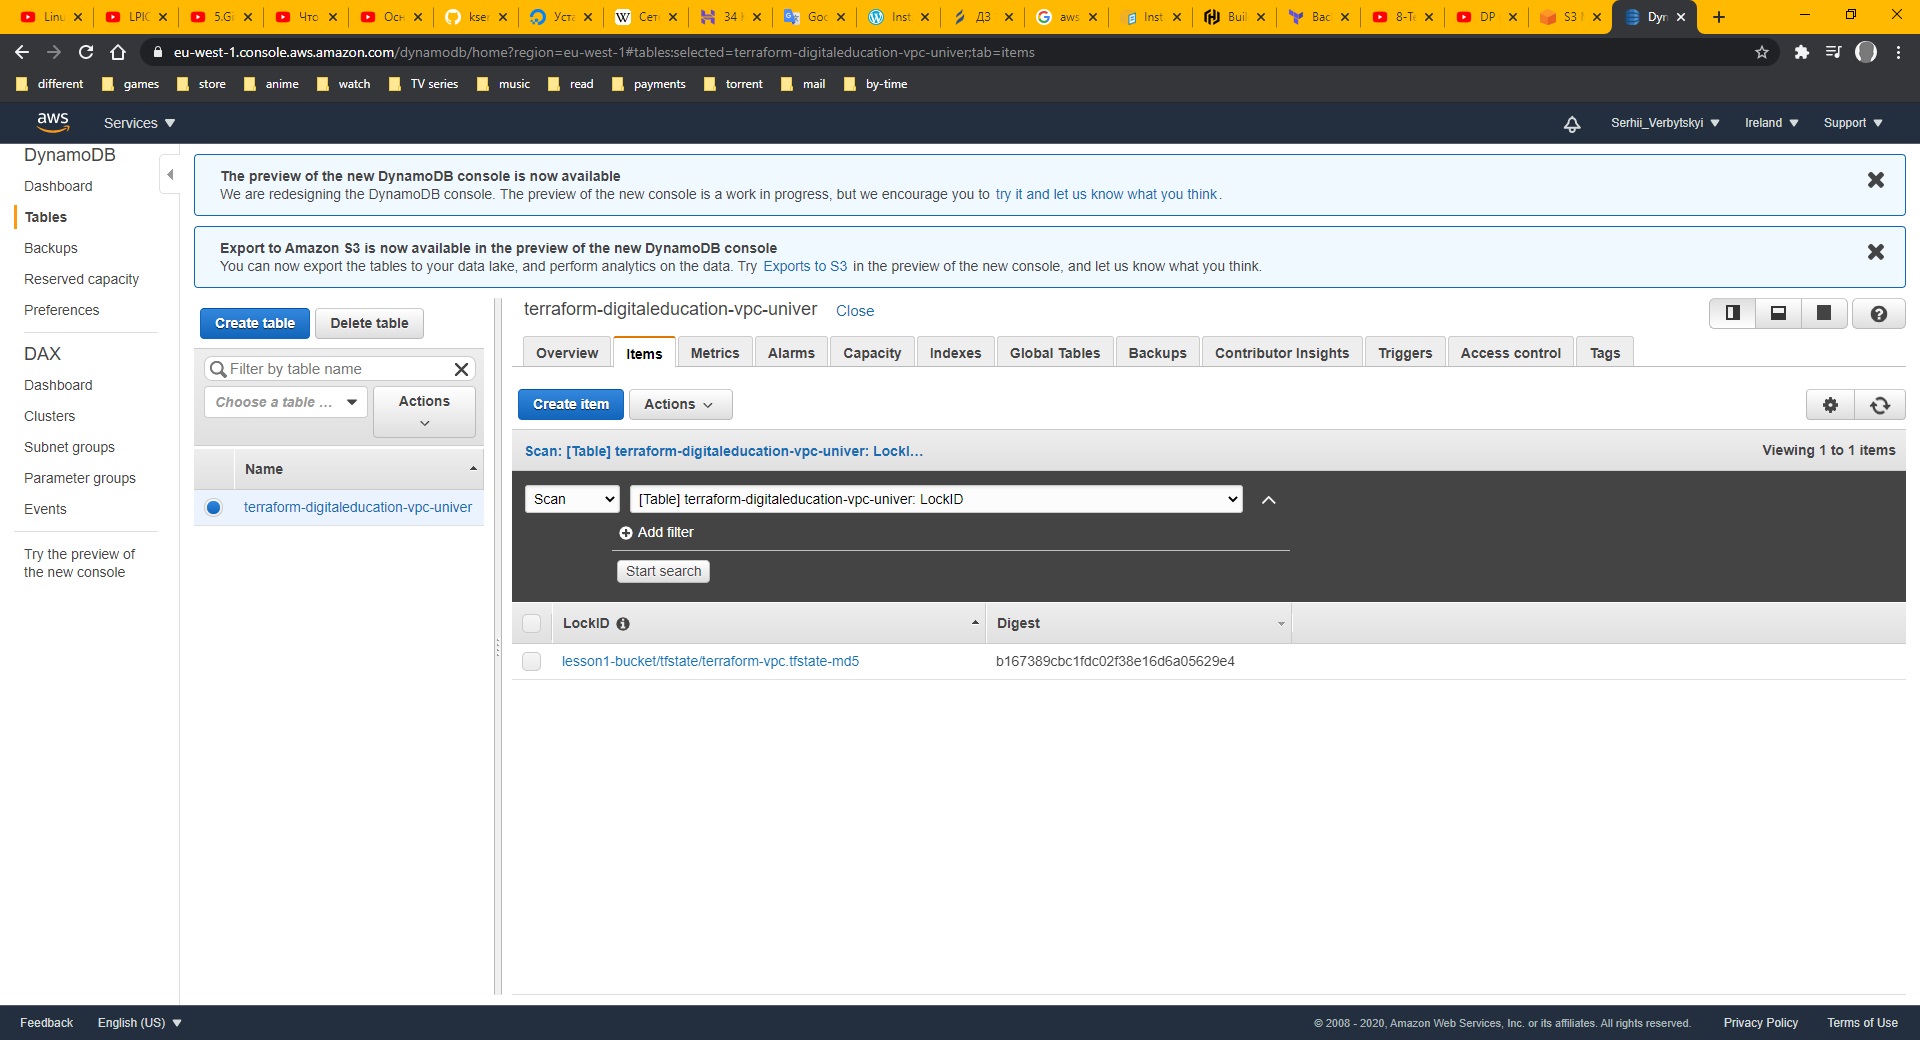 Linu
LPIC
5.Gi
Что
Осн
kser
Уста
Сет
34
Goc
Inst
ДЗ
aws
Inst
Buil
Bac
8-Te
DP
S3
Dyn
eu-west-1.console.aws.amazon.com/dynamodb/home?region=eu-west-1#tables:selected=terraform-digitaleducation-vpc-univer;tab=items
different games store anime watch TV series music read payments torrent mail by-time
aws Services Serhii_Verbytskyi Ireland Support
DynamoDB
Dashboard
Tables
Backups
Reserved capacity
Preferences
DAX
Dashboard
Clusters
Subnet groups
Parameter groups
Events
Try the preview of
the new console
The preview of the new DynamoDB console is now available
We are redesigning the DynamoDB console. The preview of the new console is a work in progress, but we encourage you to try it and let us know what you think.
Export to Amazon S3 is now available in the preview of the new DynamoDB console
You can now export the tables to your data lake, and perform analytics on the data. Try Exports to S3 in the preview of the new console, and let us know what you think.
Create table Delete table
Filter by table name
Choose a table ... Actions
Name
terraform-digitaleducation-vpc-univer
terraform-digitaleducation-vpc-univer Close
Overview Items Metrics Alarms Capacity Indexes Global Tables Backups Contributor Insights Triggers Access control Tags
Create item Actions
Scan: [Table] terraform-digitaleducation-vpc-univer: LockI… Viewing 1 to 1 items
Scan [Table] terraform-digitaleducation-vpc-univer: LockID
Add filter
Start search
LockID Digest
lesson1-bucket/tfstate/terraform-vpc.tfstate-md5 b167389cbc1fdc02f38e16d6a05629e4
Feedback English (US) © 2008 - 2020, Amazon Web Services, Inc. or its affiliates. All rights reserved. Privacy Policy Terms of Use